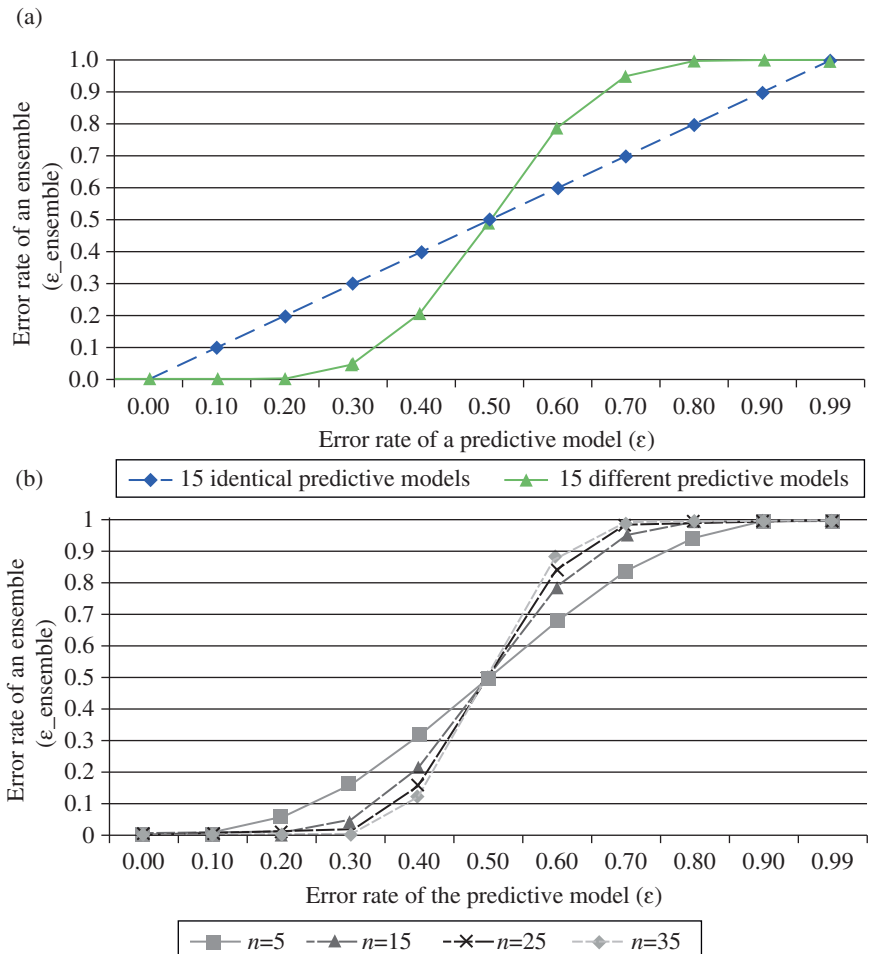 (a)
Error rate of an ensemble
(ε_ensemble)
1.0
0.9
0.8
0.7
0.6
0.5
0.4
0.3
0.2
0.1
0.0
0.00 0.10 0.20 0.30 0.40 0.50 0.60 0.70 0.80 0.90 0.99
Error rate of a predictive model (ε)
15 identical predictive models 15 different predictive models
(b)
Error rate of an ensemble
(ε_ensemble)
1
0.9
0.8
0.7
0.6
0.5
0.4
0.3
0.2
0.1
0
0.00 0.10 0.20 0.30 0.40 0.50 0.60 0.70 0.80 0.90 0.99
Error rate of the predictive model (ε)
n=5 n=15 n=25 n=35